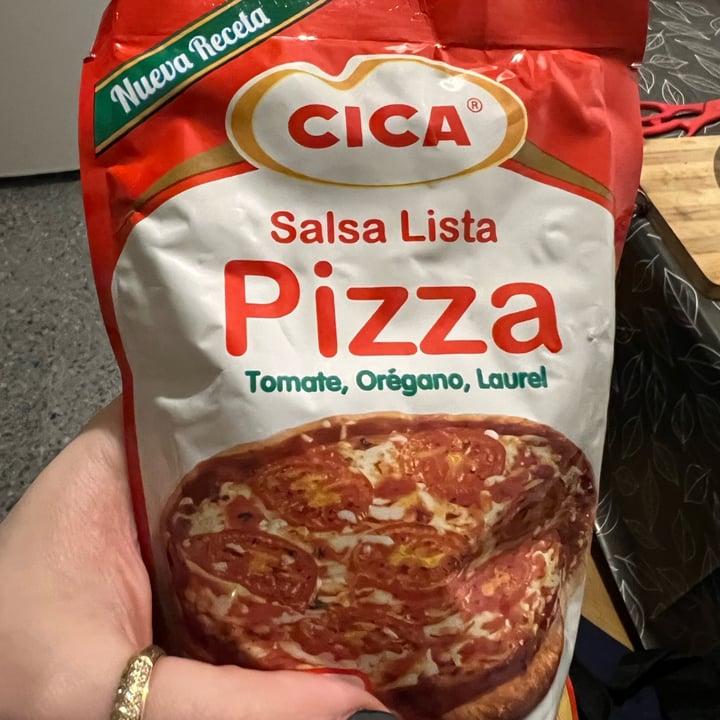 Nueva Receta
CICA®
Salsa Lista
Pizza
Tomate, Orégano, Laurel